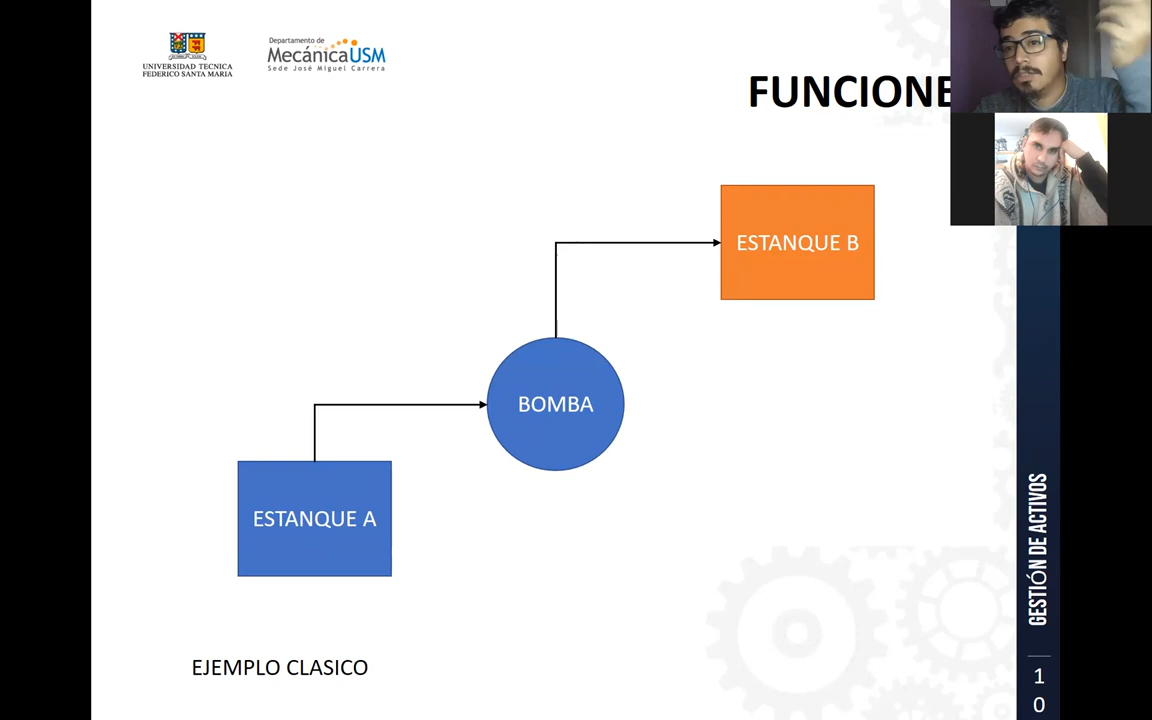 UNIVERSIDAD TECNICA
FEDERICO SANTA MARIA
Departamento de
MecánicaUSM
Sede José Miguel Carrera
FUNCIONE
ESTANQUE B
BOMBA
ESTANQUE A
EJEMPLO CLASICO
GESTIÓN DE ACTIVOS
1
0